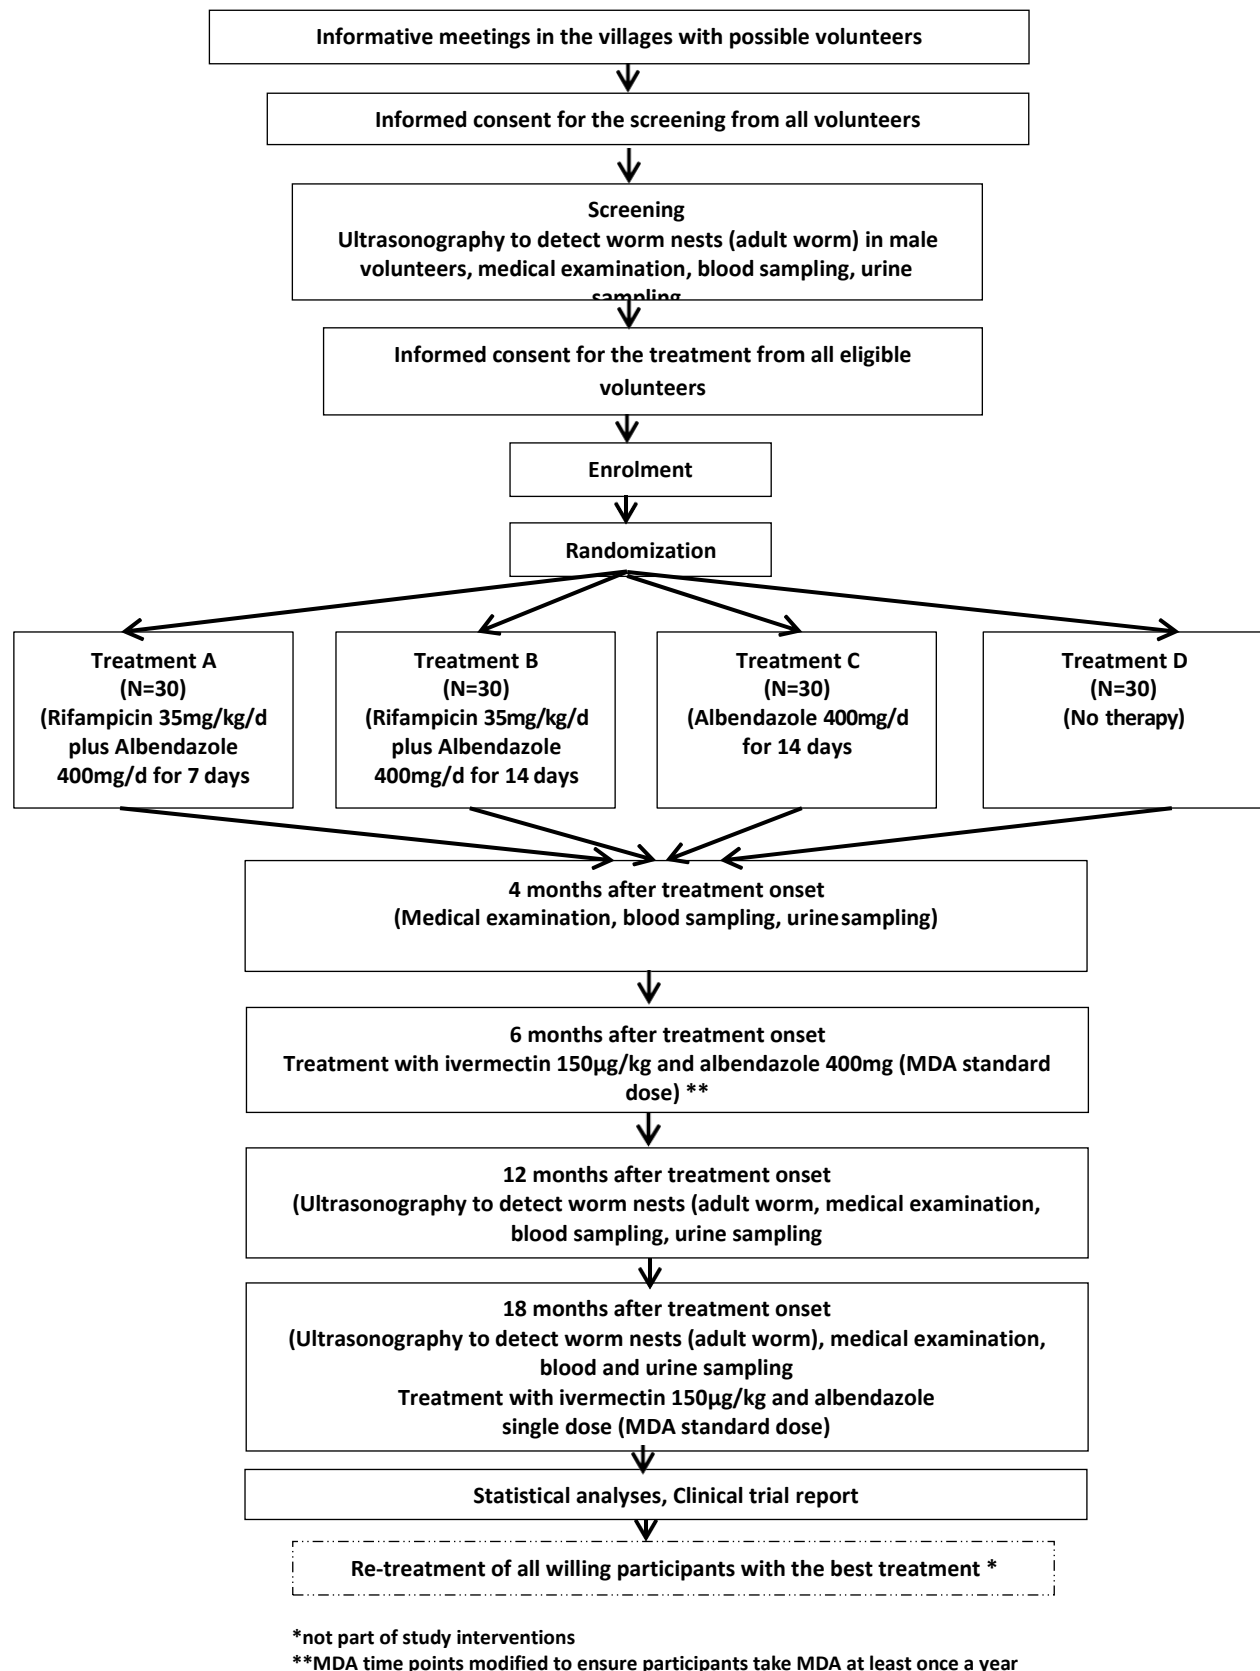 Informative meetings in the villages with possible volunteers
Informed consent for the screening from all volunteers
Screening
Ultrasonography to detect worm nests (adult worm) in male
volunteers, medical examination, blood sampling, urine
sampling
Informed consent for the treatment from all eligible
volunteers
Enrolment
Randomization
Treatment A
(N=30)
(Rifampicin 35mg/kg/d
plus Albendazole
400mg/d for 7 days
Treatment B
(N=30)
(Rifampicin 35mg/kg/d
plus Albendazole
400mg/d for 14 days
Treatment C
(N=30)
(Albendazole 400mg/d
for 14 days
Treatment D
(N=30)
(No therapy)
4 months after treatment onset
(Medical examination, blood sampling, urinesampling)
6 months after treatment onset
Treatment with ivermectin 150µg/kg and albendazole 400mg (MDA standard
dose) **
12 months after treatment onset
(Ultrasonography to detect worm nests (adult worm, medical examination,
blood sampling, urine sampling
18 months after treatment onset
(Ultrasonography to detect worm nests (adult worm), medical examination,
blood and urine sampling
Treatment with ivermectin 150µg/kg and albendazole
single dose (MDA standard dose)
Statistical analyses, Clinical trial report
Re-treatment of all willing participants with the best treatment *
*not part of study interventions
**MDA time points modified to ensure participants take MDA at least once a year